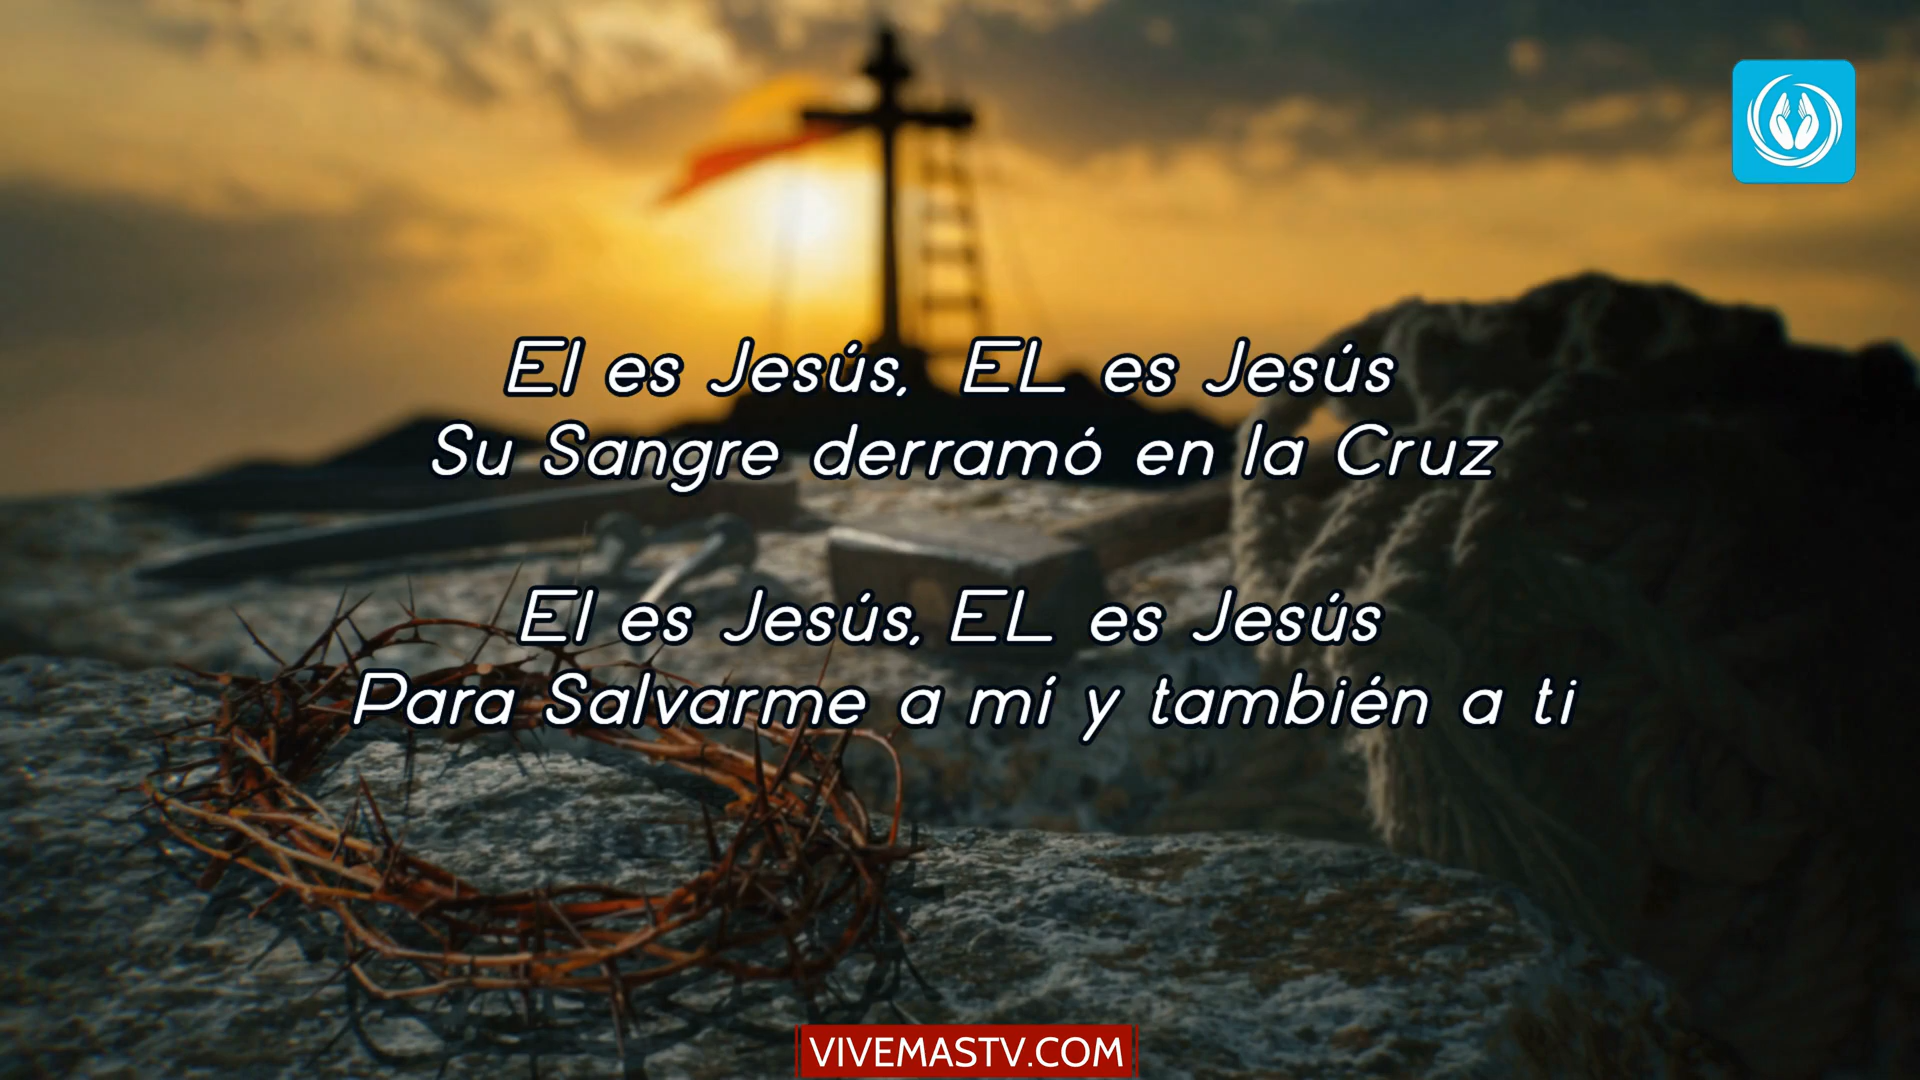 El es Jesús, EL es Jesús
Su Sangre derramó en la Cruz
El es Jesús, EL es Jesús
Para Salvarme a mí y también a ti
VIVEMASTV.COM